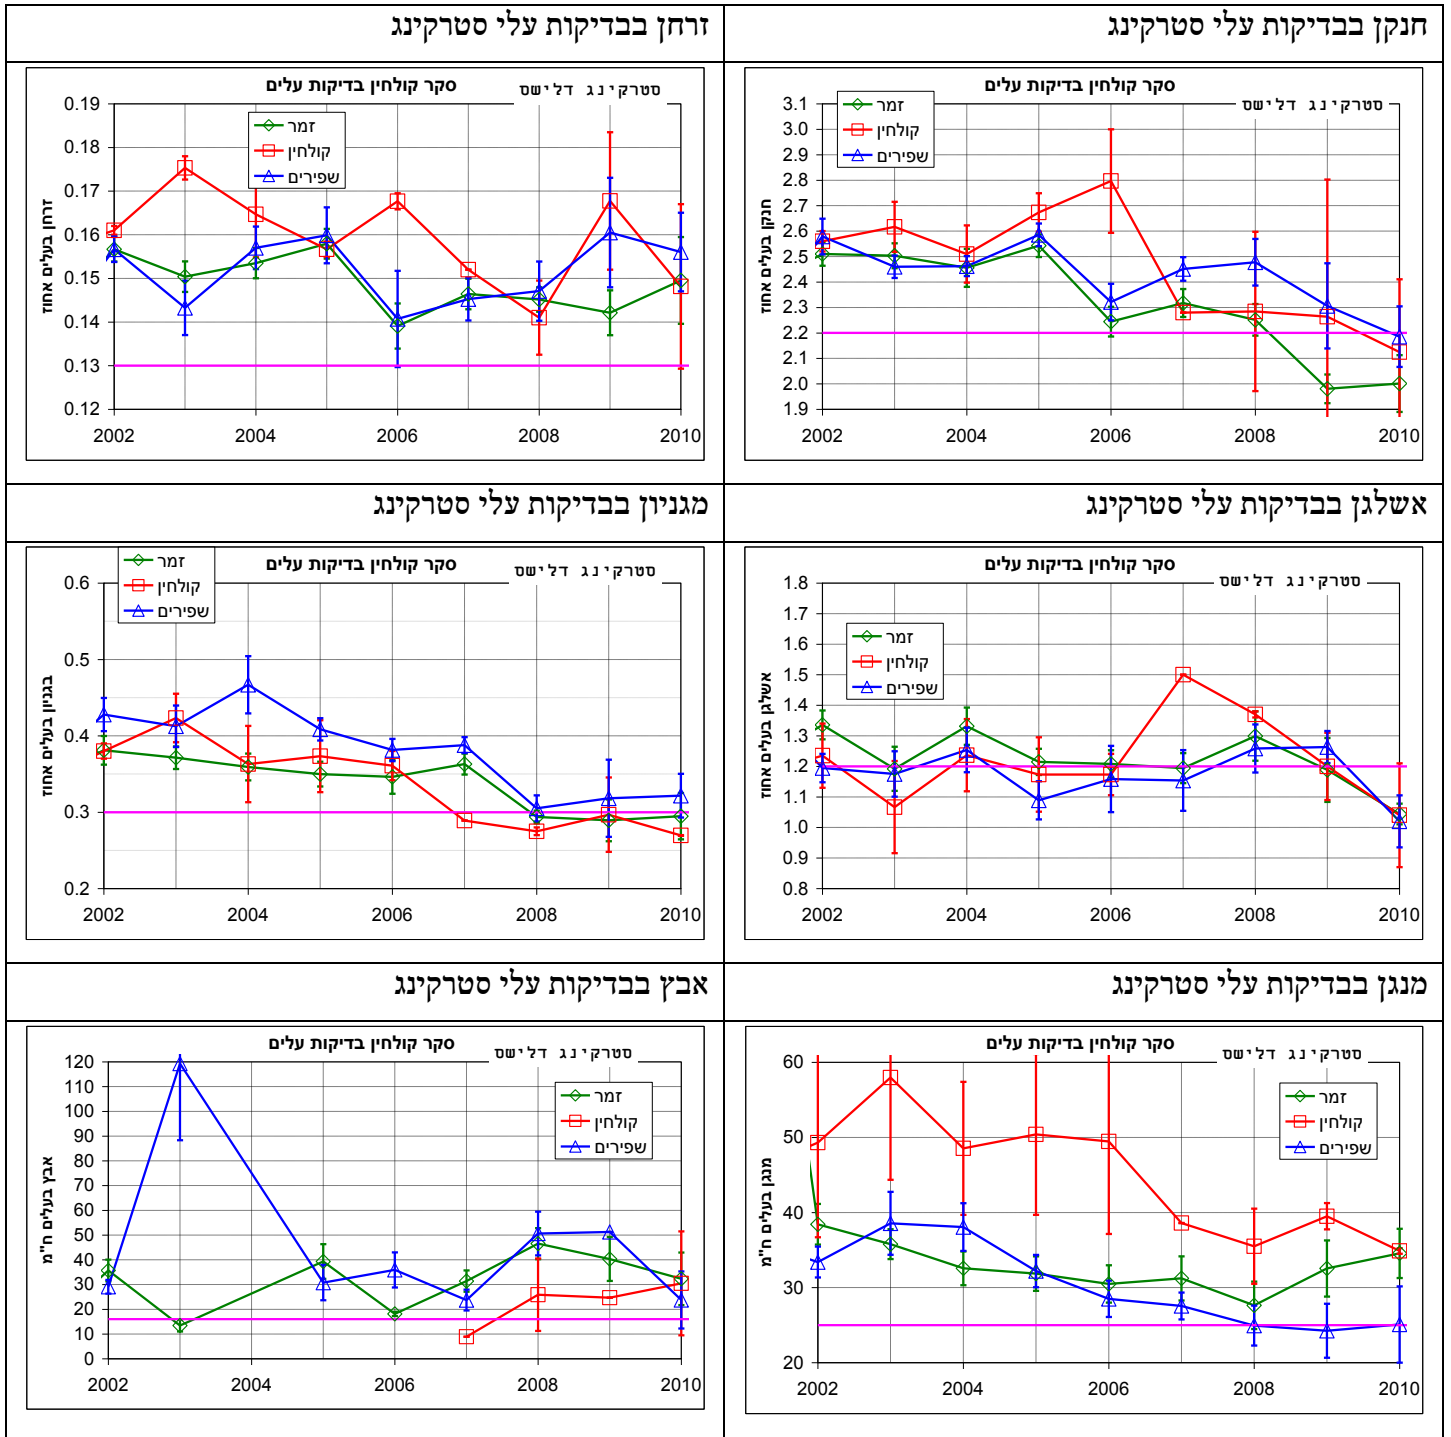 חנקן בבדיקות עלי סטרקינג
סקר קולחין בדיקות עלים
סטרקינג דלישס
זמר
קולחין
שפירים
חנקן בעלים אחוז
3.1
3.0
2.9
2.8
2.7
2.6
2.5
2.4
2.3
2.2
2.1
2.0
1.9
2002 2004 2006 2008 2010
זרחן בבדיקות עלי סטרקינג
סקר קולחין בדיקות עלים
סטרקינג דלישס
זמר
קולחין
שפירים
זרחן בעלים אחוז
0.19
0.18
0.17
0.16
0.15
0.14
0.13
0.12
2002 2004 2006 2008 2010
אשלגן בבדיקות עלי סטרקינג
סקר קולחין בדיקות עלים
סטרקינג דלישס
זמר
קולחין
שפירים
אשלגן בעלים אחוז
1.8
1.7
1.6
1.5
1.4
1.3
1.2
1.1
1.0
0.9
0.8
2002 2004 2006 2008 2010
מגניון בבדיקות עלי סטרקינג
סקר קולחין בדיקות עלים
סטרקינג דלישס
זמר
קולחין
שפירים
בגניון בעלים אחוז
0.6
0.5
0.4
0.3
0.2
2002 2004 2006 2008 2010
מנגן בבדיקות עלי סטרקינג
סקר קולחין בדיקות עלים
סטרקינג דלישס
זמר
קולחין
שפירים
מנגן בעלים ח"מ
60
50
40
30
20
2002 2004 2006 2008 2010
אבץ בבדיקות עלי סטרקינג
סקר קולחין בדיקות עלים
סטרקינג דלישס
זמר
קולחין
שפירים
אבץ בעלים ח"מ
120
110
100
90
80
70
60
50
40
30
20
10
0
2002 2004 2006 2008 2010